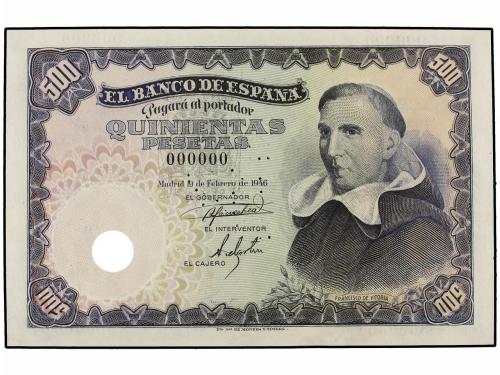 500
500
EL BANCO DE ESPAÑA
Pagará al portador
QUINIENTAS
PESETAS
000000
Madrid 19 de Febrero de 1946
EL GOBERNADOR
EL INTERVENTOR
EL CAJERO
FRANCISCO DE VITORIA
500
500